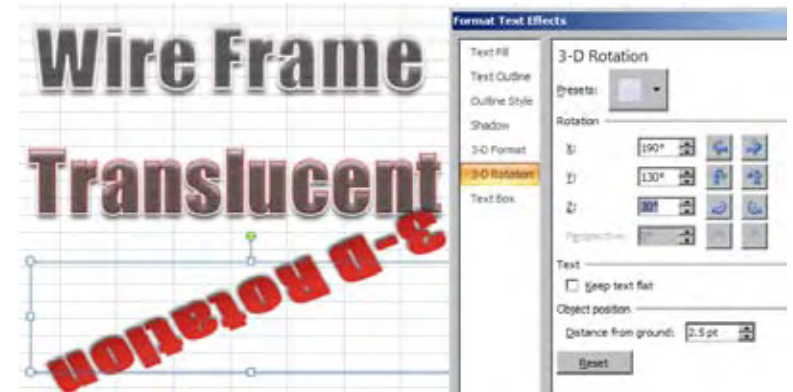 Wire Frame
Translucent
3-D Rotation
Format Text Effects
Text Fill
Text Outline
Outline Style
Shadow
3-D Format
3-D Rotation
Text Box
3-D Rotation
Presets:
Rotation
X: 190°
Y: 130°
Z: 30°
Perspective:
Text
Keep text flat
Object position
Distance from ground: 2.5 pt
Reset